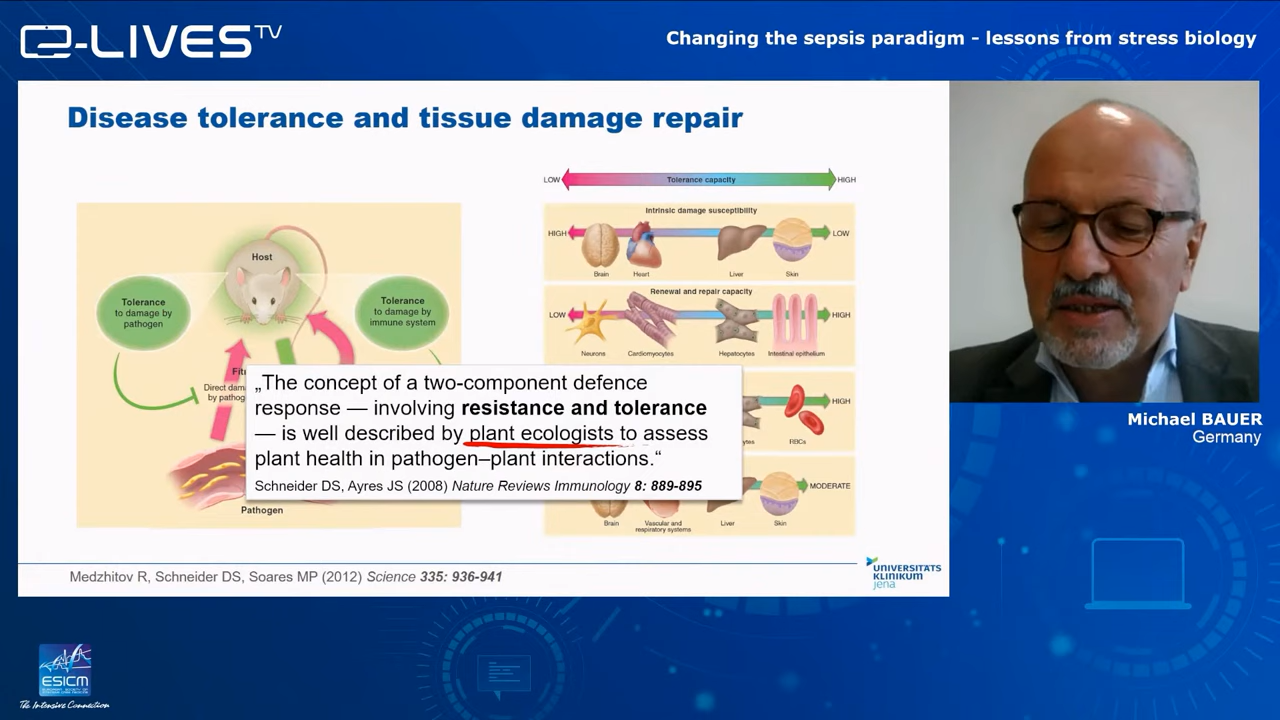 e-LIVES TV
Changing the sepsis paradigm - lessons from stress biology
Disease tolerance and tissue damage repair
Host
Tolerance
to damage by
pathogen
Tolerance
to damage by
immune system
Direct
by
Pathogen
LOW
Tolerance capacity
HIGH
Intrinsic damage susceptibility
HIGH
LOW
Brain
Heart
Liver
Skin
Renewal and repair capacity
LOW
HIGH
Neurons
Cardiomyocytes
Hepatocytes
Intestinal epithelium
HIGH
RBCs
MODERATE
Brain
Vascular and
respiratory systems
Liver
Skin
„The concept of a two-component defence
response — involving resistance and tolerance
— is well described by plant ecologists to assess
plant health in pathogen–plant interactions.“
Schneider DS, Ayres JS (2008) Nature Reviews Immunology 8: 889-895
Medzhitov R, Schneider DS, Soares MP (2012) Science 335: 936-941
UNIVERSITÄTS
KLINIKUM
jena
Michael BAUER
Germany
ESICM
The Intensive Connection